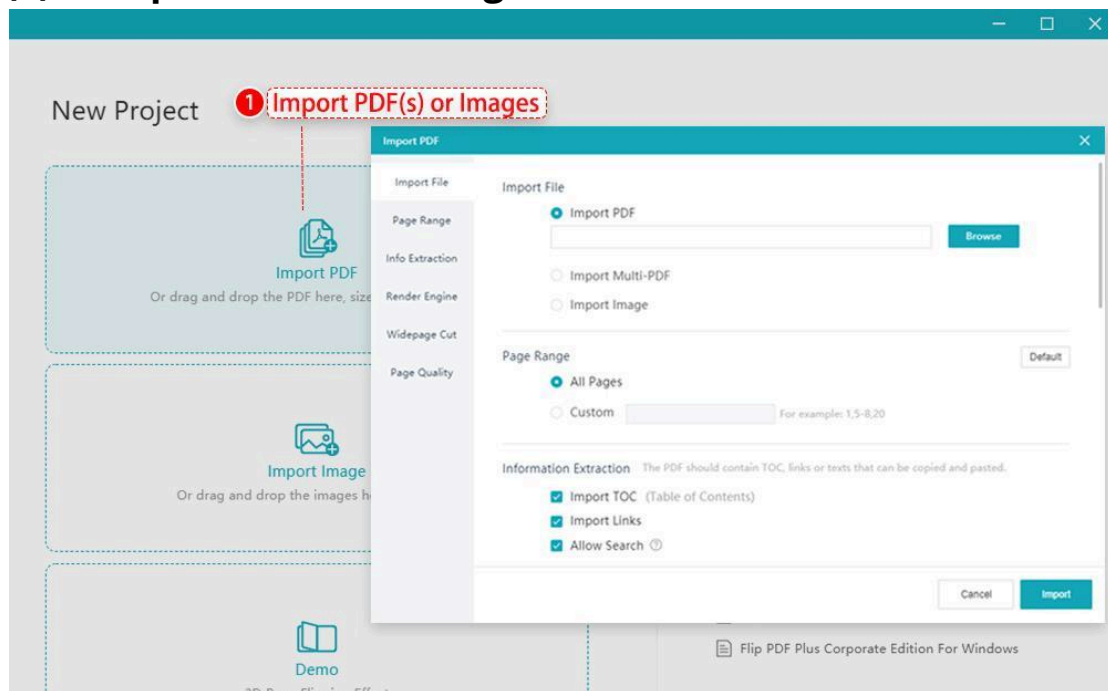 New Project
1 Import PDF(s) or Images
Import PDF
Import File
Page Range
Info Extraction
Render Engine
Widepage Cut
Page Quality
Import File
Import PDF
Browse
Import Multi-PDF
Import Image
Page Range
Default
All Pages
Custom
For example: 1,5-8,20
Information Extraction The PDF should contain TOC, links or texts that can be copied and pasted.
Import TOC (Table of Contents)
Import Links
Allow Search
Cancel
Import
Import PDF
Or drag and drop the PDF here, size
Import Image
Or drag and drop the images
Demo
Flip PDF Plus Corporate Edition For Windows